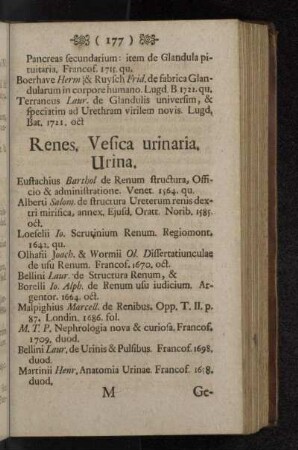 ( 177 )
Pancreas secundarium: item de Glandula pi-
tuitaria, Francof. 1715. qu.
Boerhave Herm. & Ruysch Frid. de fabrica Glan-
dularum in corpore humano. Lugd. B 1722. qu.
Terraneus Laur. de Glandulis universim, &
speciatim ad Urethram virilem novis. Lugd.
Bat. 1721. oct
Renes. Vesica urinaria.
Urina.
Eustachius Barthol de Renum structura, Offi-
cio & administratione. Venet. 1564. qu.
Alberti Salom. de structura Ureterum renis dex-
tri mirifica, annex. Ejusd. Oratt. Norib. 1585.
oct.
Loeselii Jo. Scrutinium Renum. Regiomont.
1642. qu.
Olhafii Joach. & Wormii Ol. Dissertatiunculae
de usu Renum. Francof. 1670. oct.
Bellini Laur. de Structura Renum, &
Borelli Jo. Alph. de Renum usu judicium. Ar-
gentor. 1664. oct.
Malpighius Marcell. de Renibus. Opp. T. II. p.
87. Londin. 1686. fol.
M. T. P. Nephrologia nova & curiosa. Francof.
1709. duod.
Bellini Laur. de Urinis & Pulsibus. Francof. 1698.
duod.
Martinii Henr. Anatomia Urinae. Francof.
duod.
M
Ge-